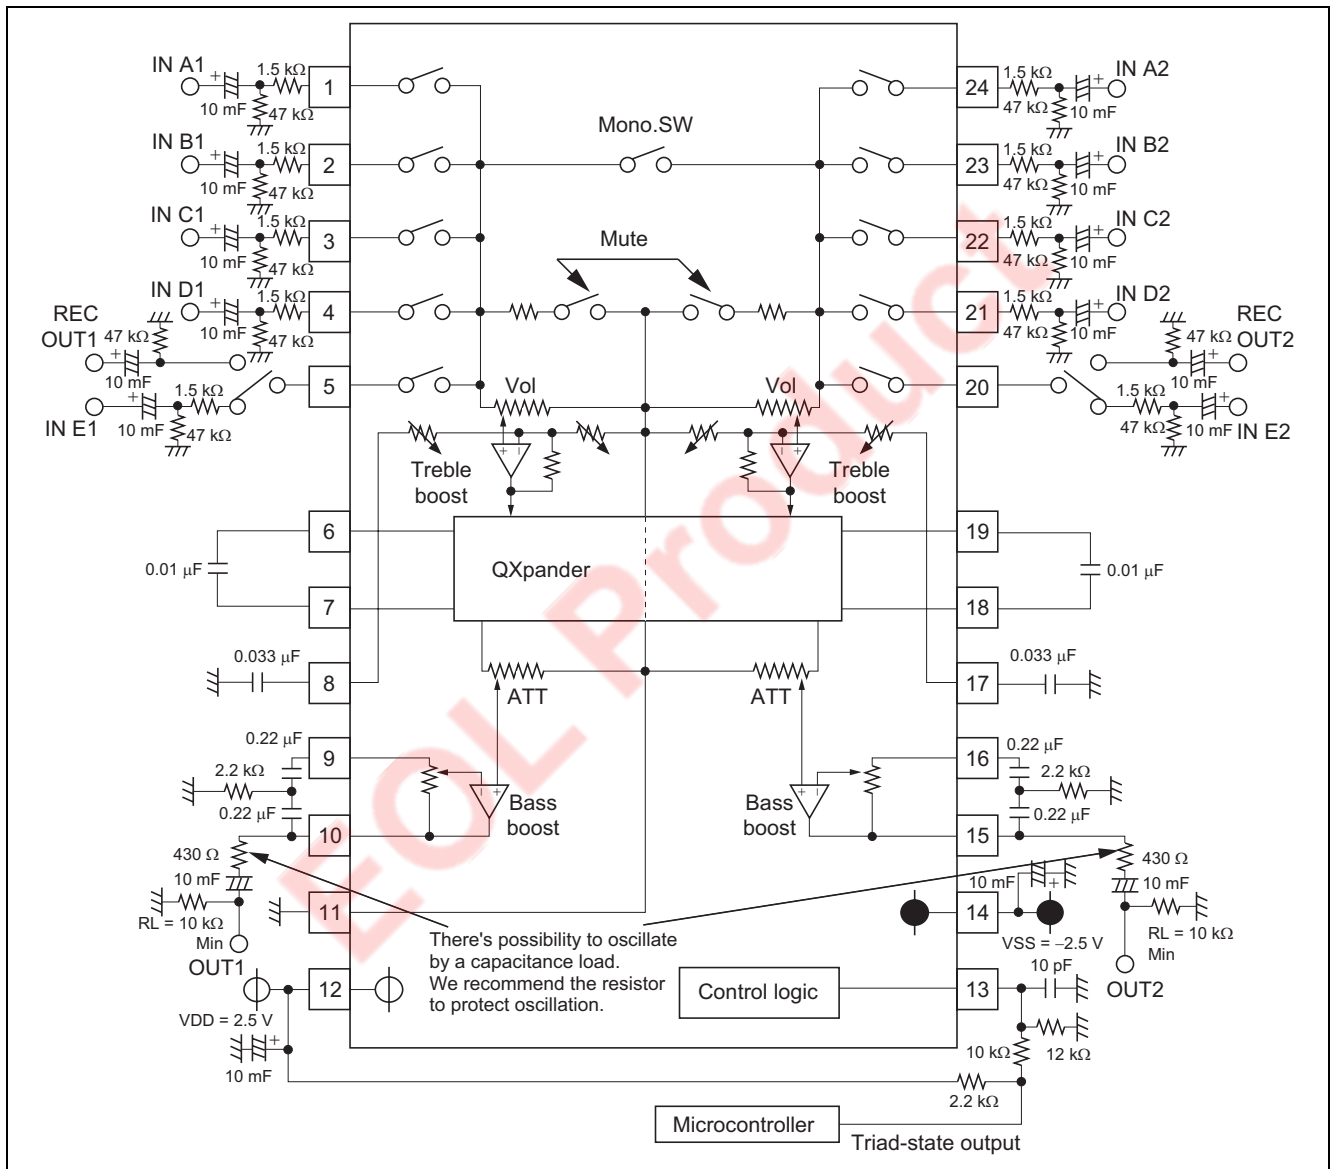 IN A1
10 mF
1.5 kΩ
47 kΩ
1
IN B1
10 mF
1.5 kΩ
47 kΩ
2
IN C1
10 mF
1.5 kΩ
47 kΩ
3
IN D1
10 mF
1.5 kΩ
47 kΩ
4
REC
OUT1
47 kΩ
10 mF
5
IN E1
10 mF
1.5 kΩ
47 kΩ
Mono.SW
Mute
Vol
Vol
24
1.5 kΩ
47 kΩ
10 mF
IN A2
23
1.5 kΩ
47 kΩ
10 mF
IN B2
22
1.5 kΩ
47 kΩ
10 mF
IN C2
21
1.5 kΩ
47 kΩ
10 mF
IN D2
REC
OUT2
47 kΩ
10 mF
20
1.5 kΩ
47 kΩ
10 mF
IN E2
Treble
boost
+
−
−
+
Treble
boost
6
0.01 µF
7
QXpander
19
0.01 µF
18
8
0.033 µF
ATT
ATT
17
0.033 µF
9
0.22 µF
2.2 kΩ
0.22 µF
10
−
+
Bass
boost
Bass
boost
+
−
16
0.22 µF
2.2 kΩ
0.22 µF
15
430 Ω
10 mF
RL = 10 kΩ
Min
OUT1
11
There's possibility to oscillate
by a capacitance load.
We recommend the resistor
to protect oscillation.
10 mF
+
14
VSS = −2.5 V
430 Ω
10 mF
RL = 10 kΩ
Min
OUT2
12
VDD = 2.5 V
+
10 mF
Control logic
13
10 pF
12 kΩ
10 kΩ
2.2 kΩ
Microcontroller
Triad-state output
EOL Product